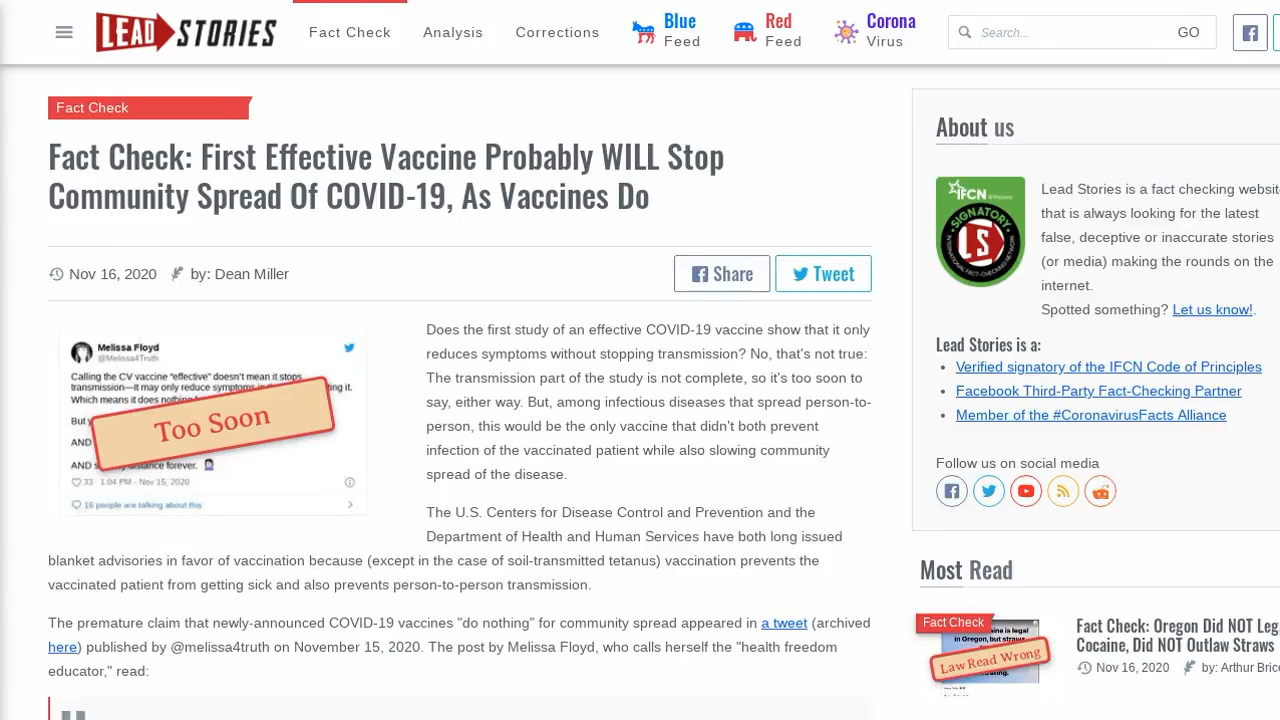 LEAD STORIES
Fact Check
Analysis
Corrections
Blue
Feed
Red
Feed
Corona
Virus
Search...
GO
Fact Check
Fact Check: First Effective Vaccine Probably WILL Stop
Community Spread Of COVID-19, As Vaccines Do
Nov 16, 2020 by: Dean Miller
Share
Tweet
Melissa Floyd
@Melissa4Truth
Calling the CV vaccine "effective" doesn't mean it stops
transmission—it may only reduce symptoms
Which means it does
AND
AND
distance forever.
33 1:04 PM - Nov 15, 2020
16 people are talking about this
Too Soon
Does the first study of an effective COVID-19 vaccine show that it only
reduces symptoms without stopping transmission? No, that's not true:
The transmission part of the study is not complete, so it's too soon to
say, either way. But, among infectious diseases that spread person-to-
person, this would be the only vaccine that didn't both prevent
infection of the vaccinated patient while also slowing community
spread of the disease.
The U.S. Centers for Disease Control and Prevention and the
Department of Health and Human Services have both long issued
blanket advisories in favor of vaccination because (except in the case of soil-transmitted tetanus) vaccination prevents the
vaccinated patient from getting sick and also prevents person-to-person transmission.
The premature claim that newly-announced COVID-19 vaccines "do nothing" for community spread appeared in a tweet (archived
here) published by @melissa4truth on November 15, 2020. The post by Melissa Floyd, who calls herself the "health freedom
educator," read:
About us
IFCN
SIGNATORY
LS
Lead Stories is a fact checking website
that is always looking for the latest
false, deceptive or inaccurate stories
(or media) making the rounds on the
internet.
Spotted something? Let us know!.
Lead Stories is a:
Verified signatory of the IFCN Code of Principles
Facebook Third-Party Fact-Checking Partner
Member of the #CoronavirusFacts Alliance
Follow us on social media
Most Read
Fact Check
in Oregon, but straws
Law Read Wrong
Fact Check: Oregon Did NOT Lega
Cocaine, Did NOT Outlaw Straws
Nov 16, 2020 by: Arthur Brice